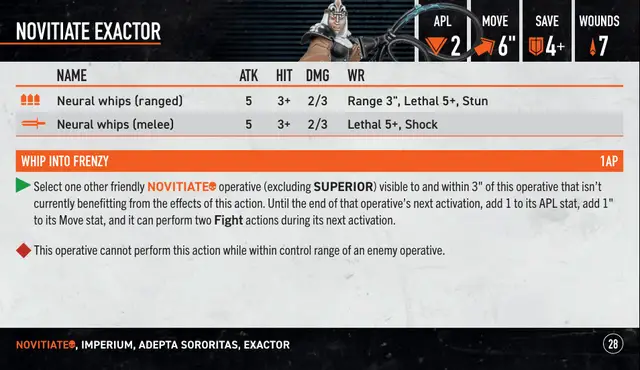 NOVITIATE EXACTOR
APL MOVE SAVE WOUNDS
2 6" 4+ 7
NAME ATK HIT DMG WR
Neural whips (ranged) 5 3+ 2/3 Range 3", Lethal 5+, Stun
Neural whips (melee) 5 3+ 2/3 Lethal 5+, Shock
WHIP INTO FRENZY 1AP
Select one other friendly NOVITIATE operative (excluding SUPERIOR) visible to and within 3" of this operative that isn't
currently benefitting from the effects of this action. Until the end of that operative's next activation, add 1 to its APL stat, add 1"
to its Move stat, and it can perform two Fight actions during its next activation.
This operative cannot perform this action while within control range of an enemy operative.
NOVITIATE, IMPERIUM, ADEPTA SORORITAS, EXACTOR 28